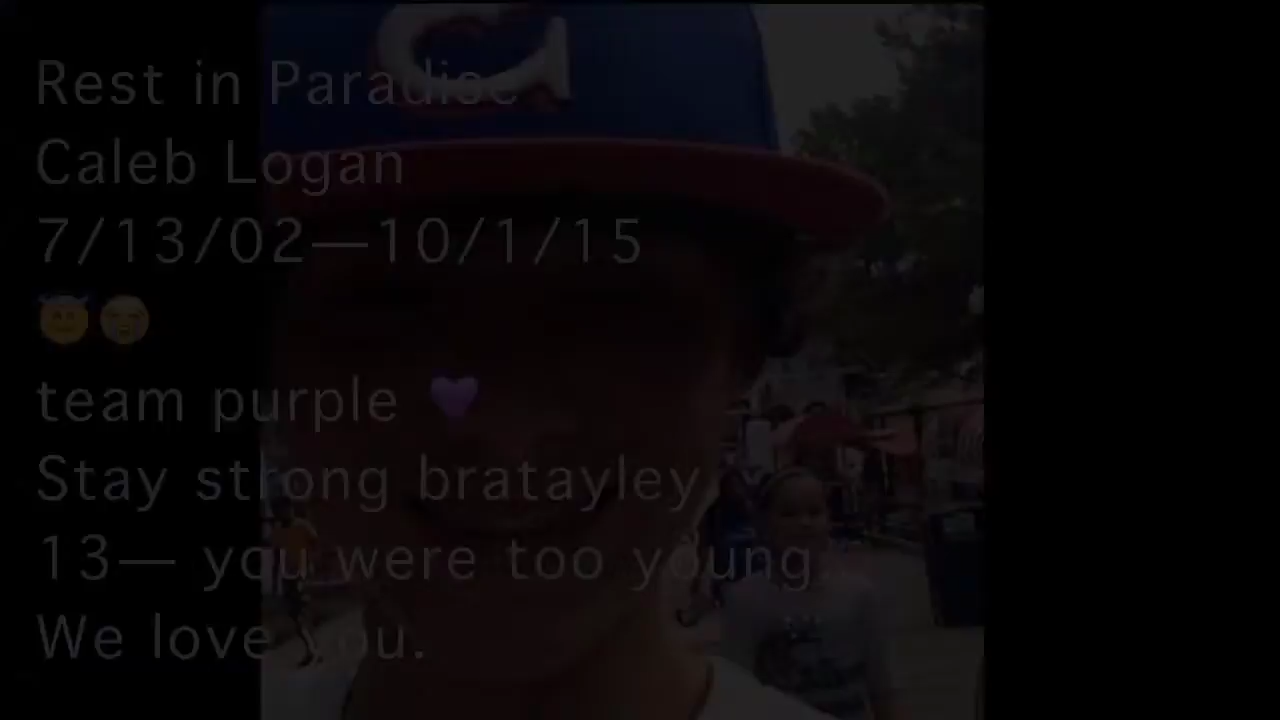 Rest in Paradise
Caleb Logan
7/13/02—10/1/15
😇😭
team purple 💜
Stay strong bratayley
13— you were too young
We love you.